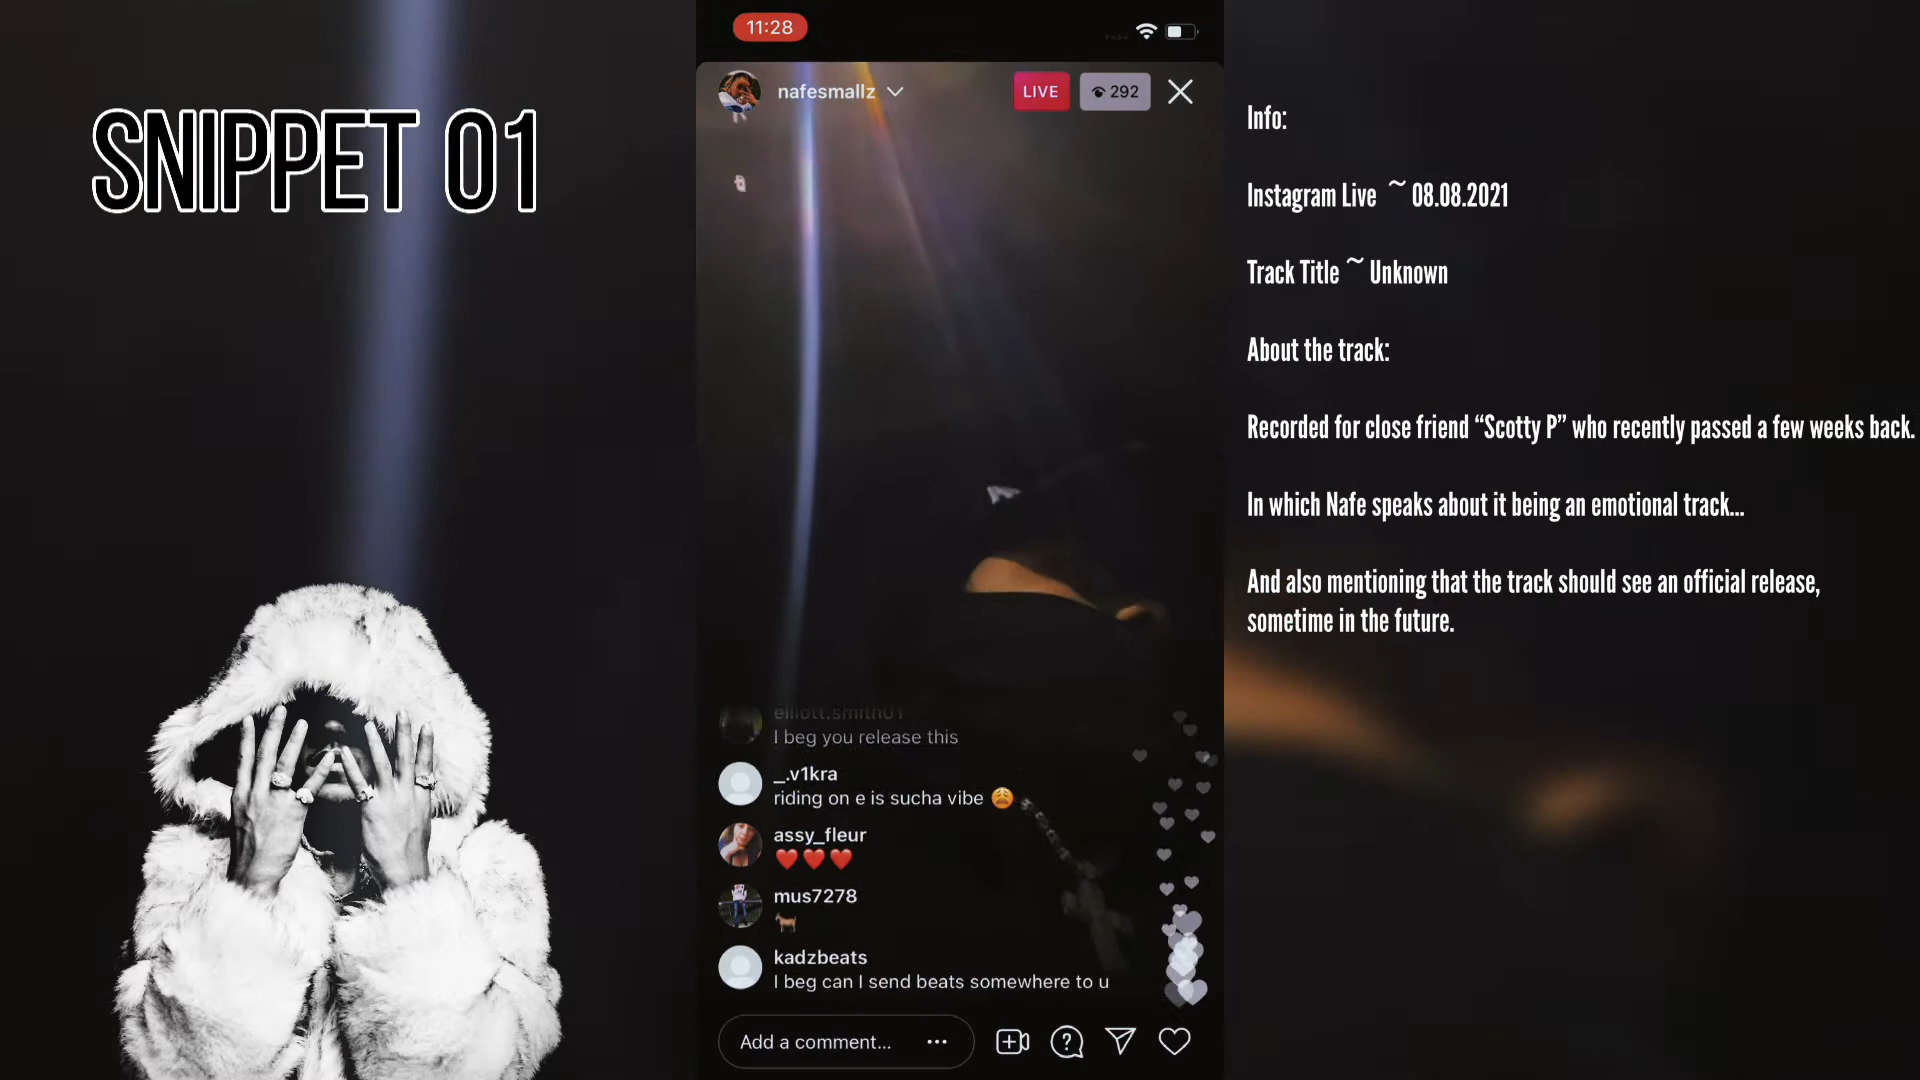 SNIPPET 01
11:28
nafesmallz
LIVE
292
elliott.smith01
I beg you release this
_.v1kra
riding on e is sucha vibe 😩
assy_fleur
❤️❤️❤️
mus7278
🐐
kadzbeats
I beg can I send beats somewhere to u
Add a comment...
Info:
Instagram Live ~ 08.08.2021
Track Title ~ Unknown
About the track:
Recorded for close friend “Scotty P” who recently passed a few weeks back.
In which Nafe speaks about it being an emotional track...
And also mentioning that the track should see an official release,
sometime in the future.